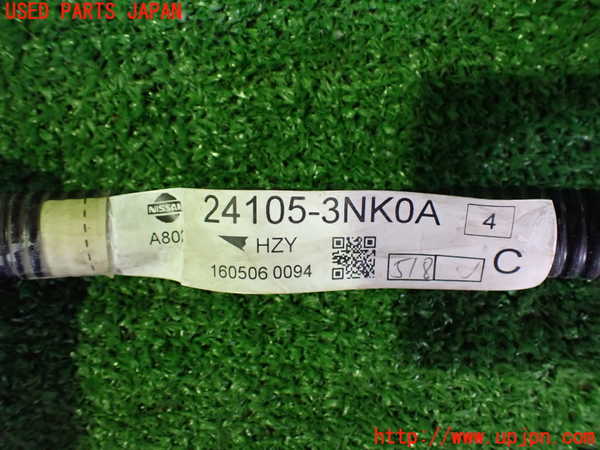 USED PARTS JAPAN
NISSAN
24105-3NK0A
4
A80
HZY
160506 0094
518
C
http://www.upjpn.com/